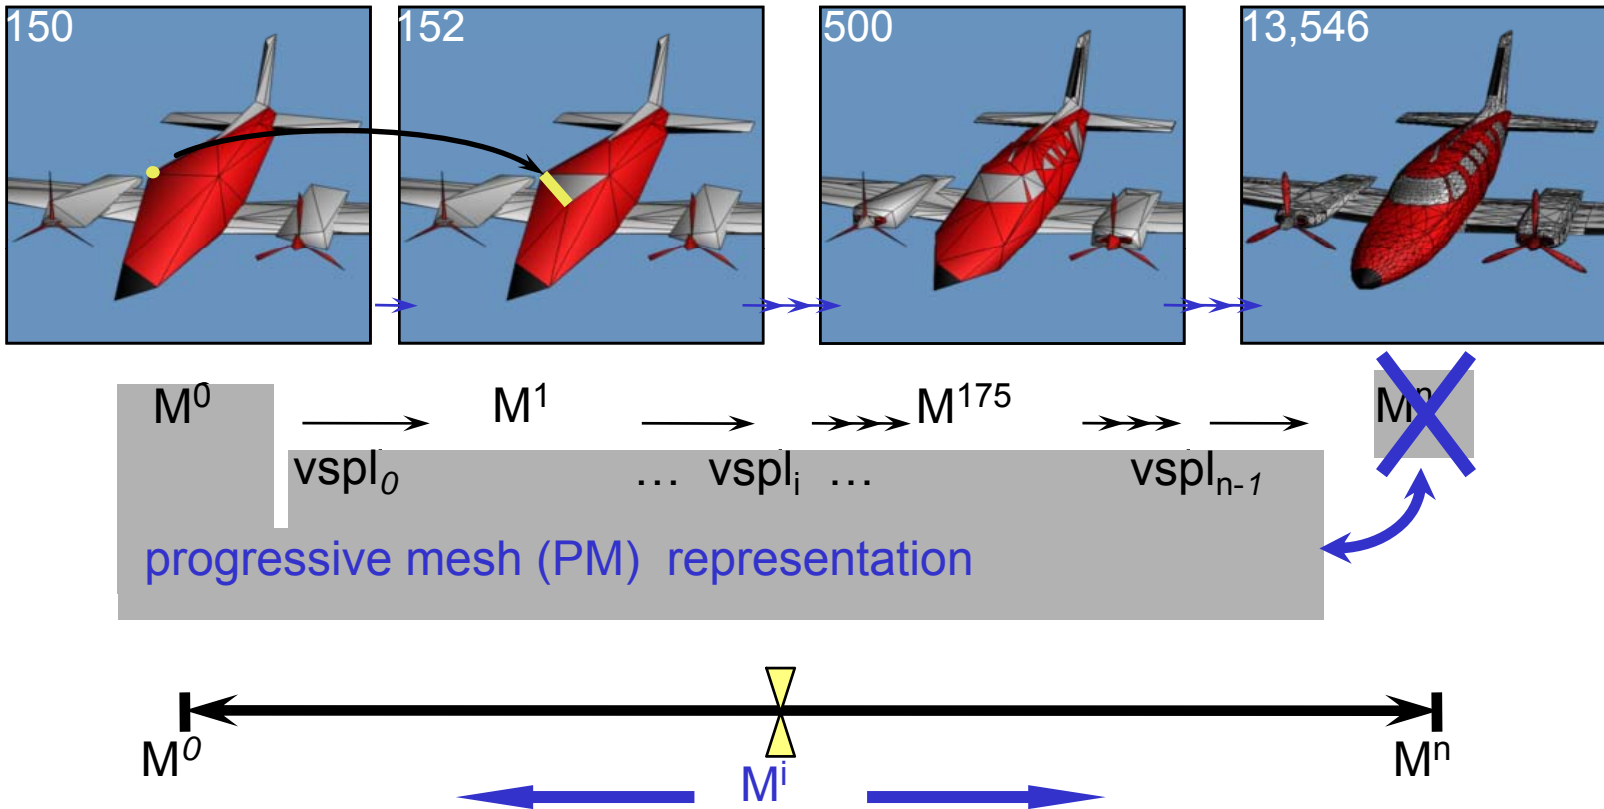 150 152 500 13,546
M⁰ M¹ M¹⁷⁵ Mⁿ
vspl₀ … vsplᵢ … vsplₙ₋₁
progressive mesh (PM) representation
M⁰ Mⁿ
Mⁱ